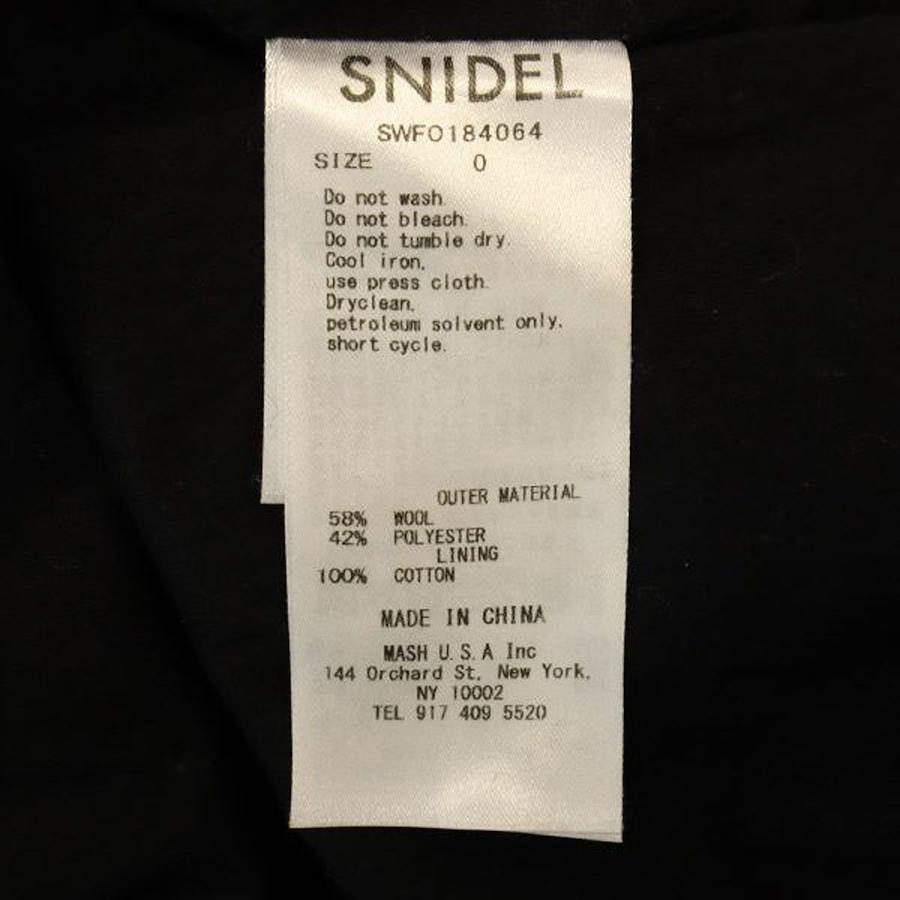 SNIDEL
SWFO184064
SIZE 0
Do not wash.
Do not bleach.
Do not tumble dry.
Cool iron.
use press cloth.
Dryclean.
petroleum solvent only.
short cycle.
OUTER MATERIAL
58% WOOL
42% POLYESTER
LINING
100% COTTON
MADE IN CHINA
MASH U.S.A Inc
144 Orchard St. New York,
NY 10002
TEL 917 409 5520